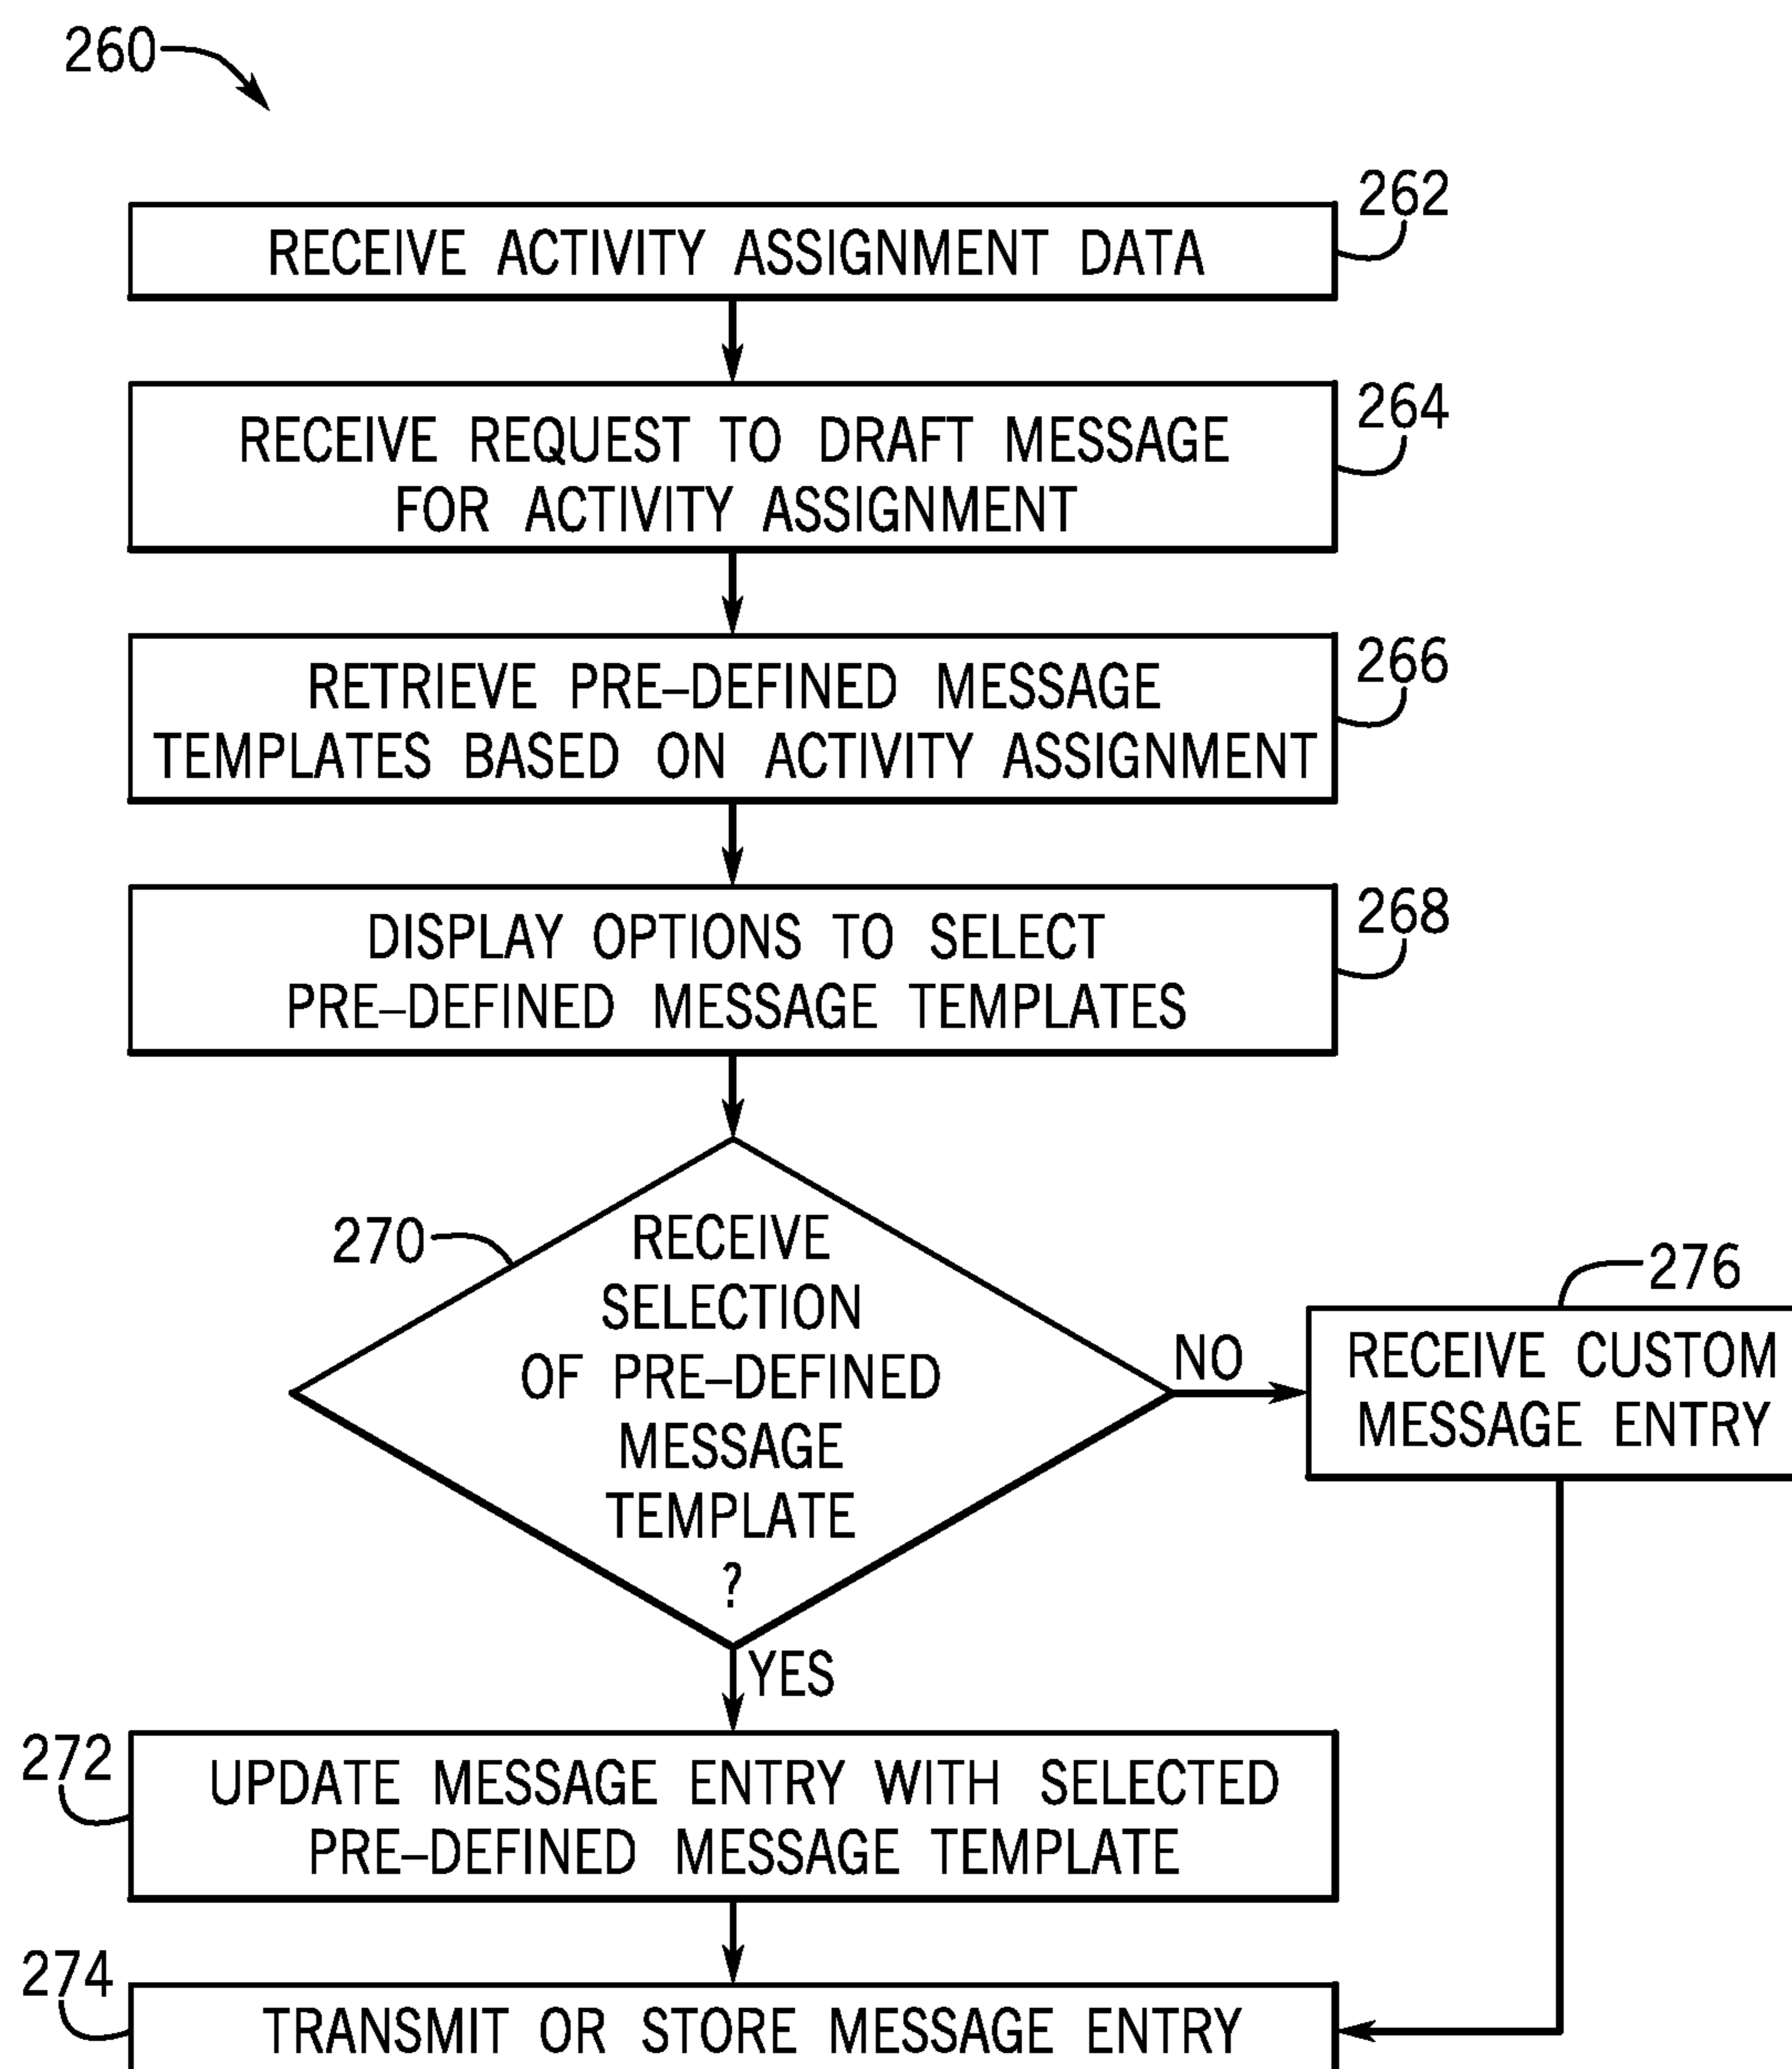 260
262
RECEIVE ACTIVITY ASSIGNMENT DATA
264
RECEIVE REQUEST TO DRAFT MESSAGE
FOR ACTIVITY ASSIGNMENT
266
RETRIEVE PRE–DEFINED MESSAGE
TEMPLATES BASED ON ACTIVITY ASSIGNMENT
268
DISPLAY OPTIONS TO SELECT
PRE–DEFINED MESSAGE TEMPLATES
270
RECEIVE
SELECTION
OF PRE–DEFINED
MESSAGE
TEMPLATE
?
NO
276
RECEIVE CUSTOM
MESSAGE ENTRY
YES
272
UPDATE MESSAGE ENTRY WITH SELECTED
PRE–DEFINED MESSAGE TEMPLATE
274
TRANSMIT OR STORE MESSAGE ENTRY